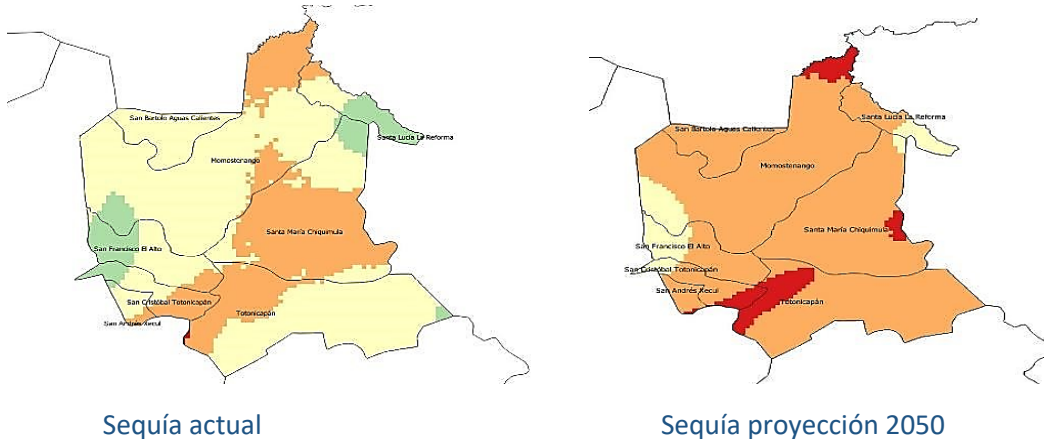 San Bartolo Aguas Calientes
Santa Lucía La Reforma
Momostenango
Santa María Chiquimula
San Francisco El Alto
San Cristóbal Totonicapán
Totonicapán
San Andrés Xecul
Sequía actual
Santa Lucía La Reforma
San Bartolo Aguas Calientes
Momostenango
Santa María Chiquimula
San Francisco El Alto
San Cristóbal Totonicapán
San Andrés Xecul
Totonicapán
Sequía proyección 2050